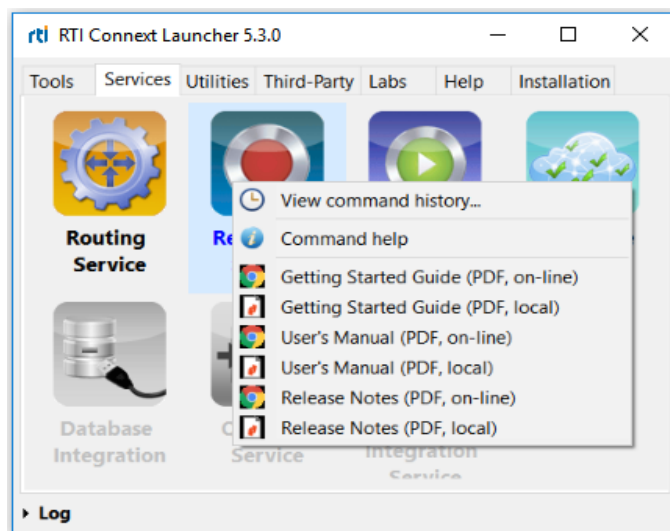 rti RTI Connext Launcher 5.3.0
Tools Services Utilities Third-Party Labs Help Installation
View command history...
Routing
Service
Command help
Getting Started Guide (PDF, on-line)
Getting Started Guide (PDF, local)
User's Manual (PDF, on-line)
User's Manual (PDF, local)
Release Notes (PDF, on-line)
Release Notes (PDF, local)
Database
Integration
Service
Integration
Service
Log